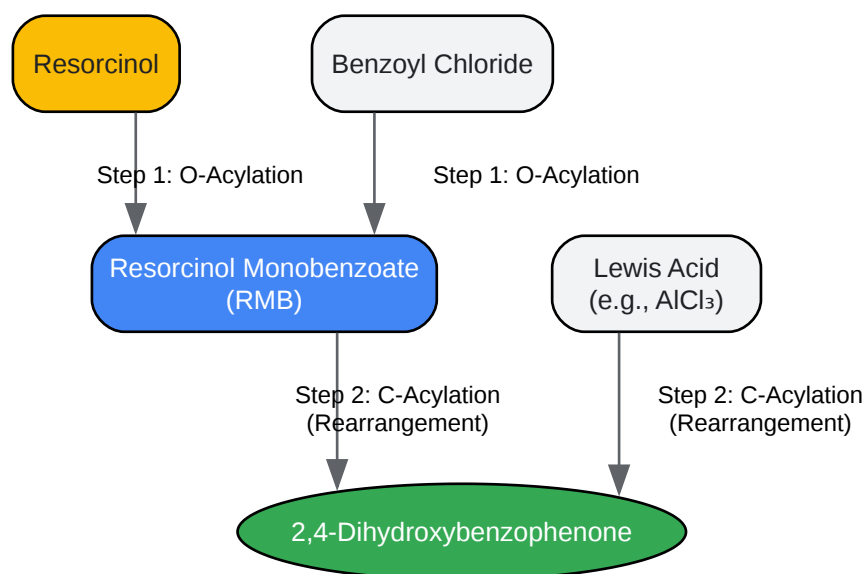 Resorcinol
Benzoyl Chloride
Step 1: O-Acylation
Step 1: O-Acylation
Resorcinol Monobenzoate
(RMB)
Lewis Acid
(e.g., AlCl₃)
Step 2: C-Acylation
(Rearrangement)
Step 2: C-Acylation
(Rearrangement)
2,4-Dihydroxybenzophenone